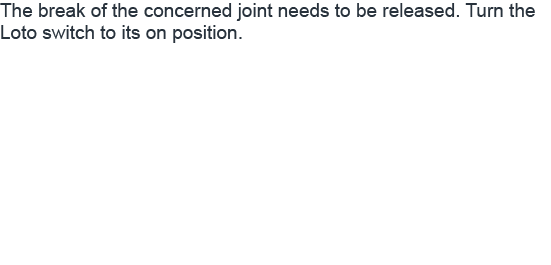 The break of the concerned joint needs to be released. Turn the
Loto switch to its on position.